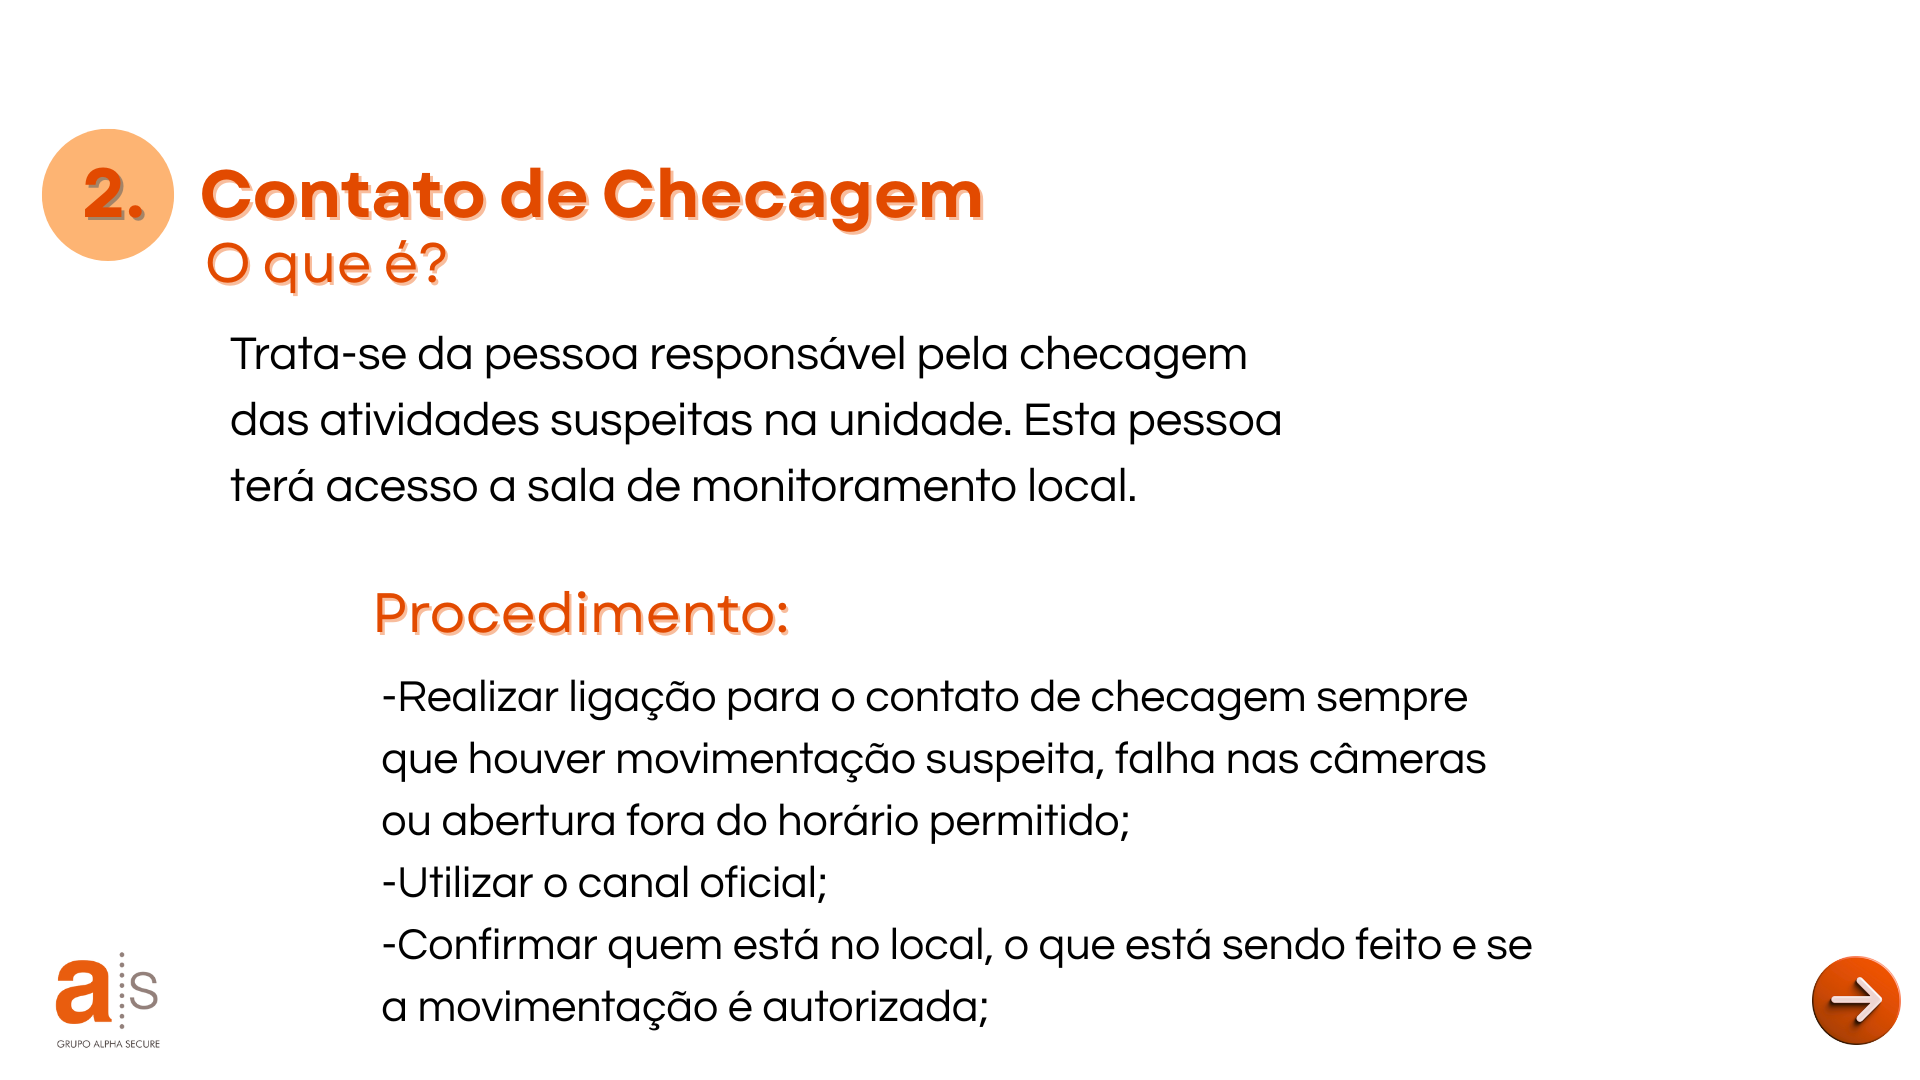 2.
Contato de Checagem
O que é?
Trata-se da pessoa responsável pela checagem
das atividades suspeitas na unidade. Esta pessoa
terá acesso a sala de monitoramento local.
Procedimento:
-Realizar ligação para o contato de checagem sempre
que houver movimentação suspeita, falha nas câmeras
ou abertura fora do horário permitido;
-Utilizar o canal oficial;
-Confirmar quem está no local, o que está sendo feito e se
a movimentação é autorizada;
a s
GRUPO ALPHA SECURE